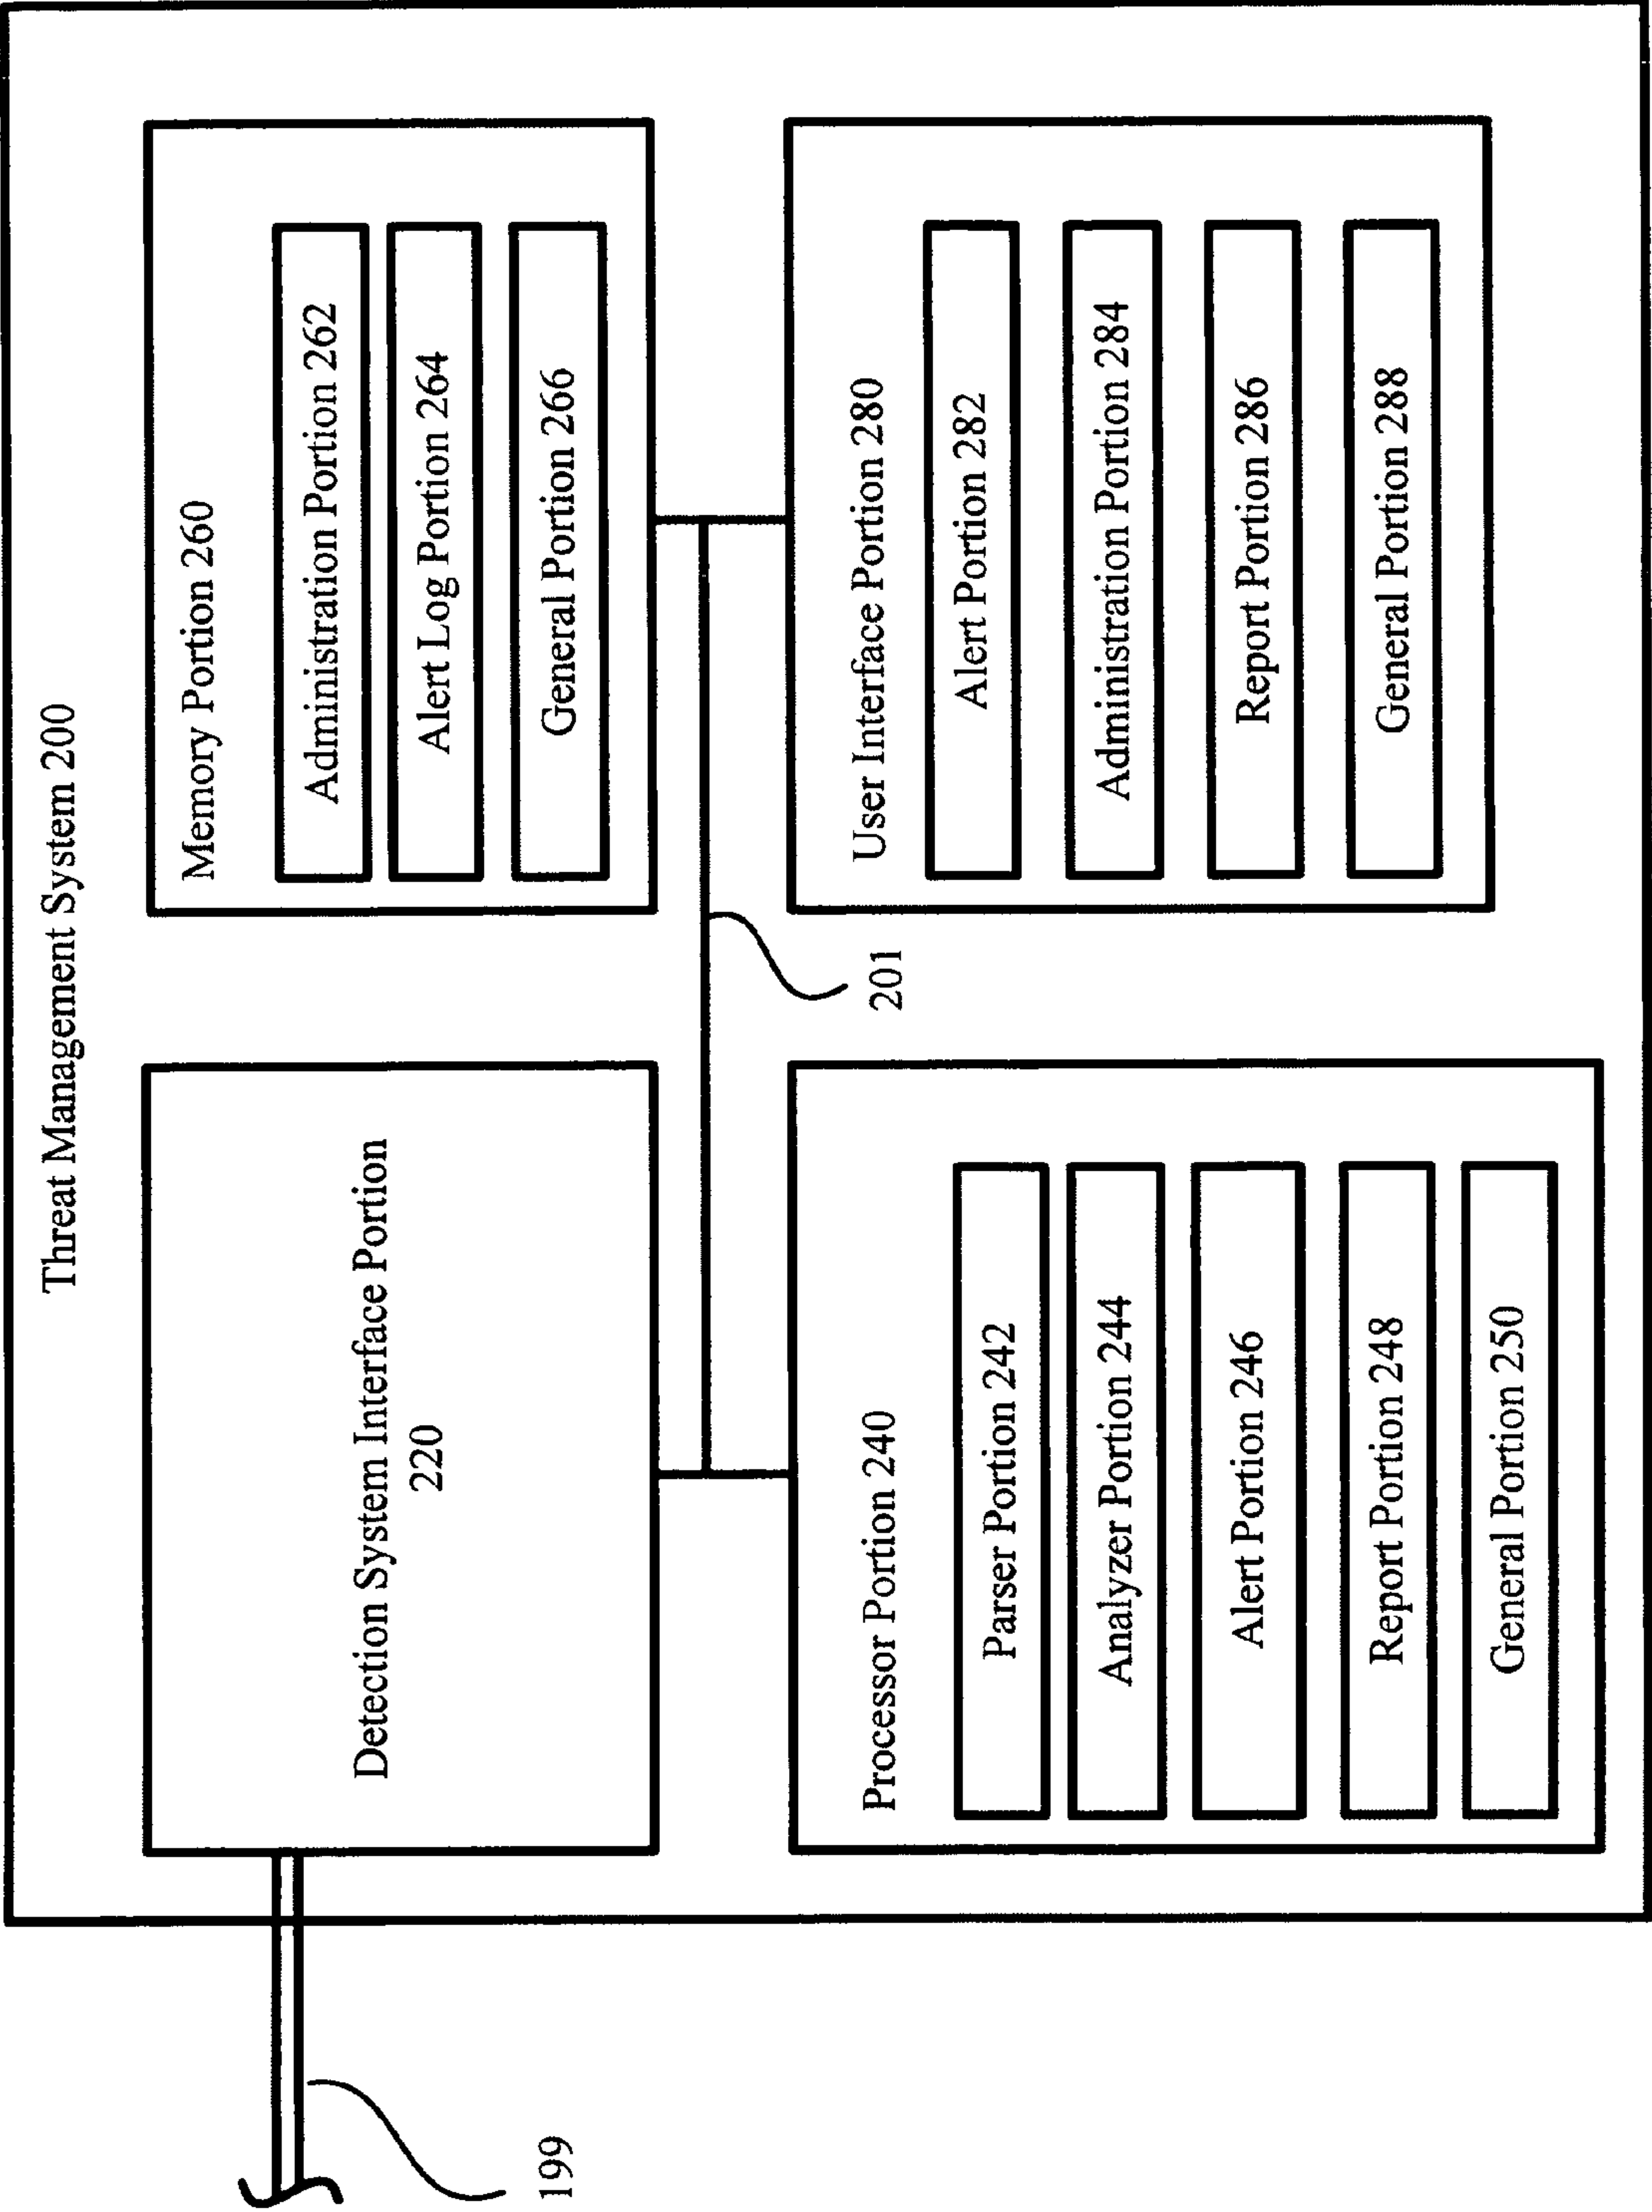 Threat Management System 200
Detection System Interface Portion
220
Memory Portion 260
Administration Portion 262
Alert Log Portion 264
General Portion 266
199
201
Processor Portion 240
Parser Portion 242
Analyzer Portion 244
Alert Portion 246
Report Portion 248
General Portion 250
User Interface Portion 280
Alert Portion 282
Administration Portion 284
Report Portion 286
General Portion 288